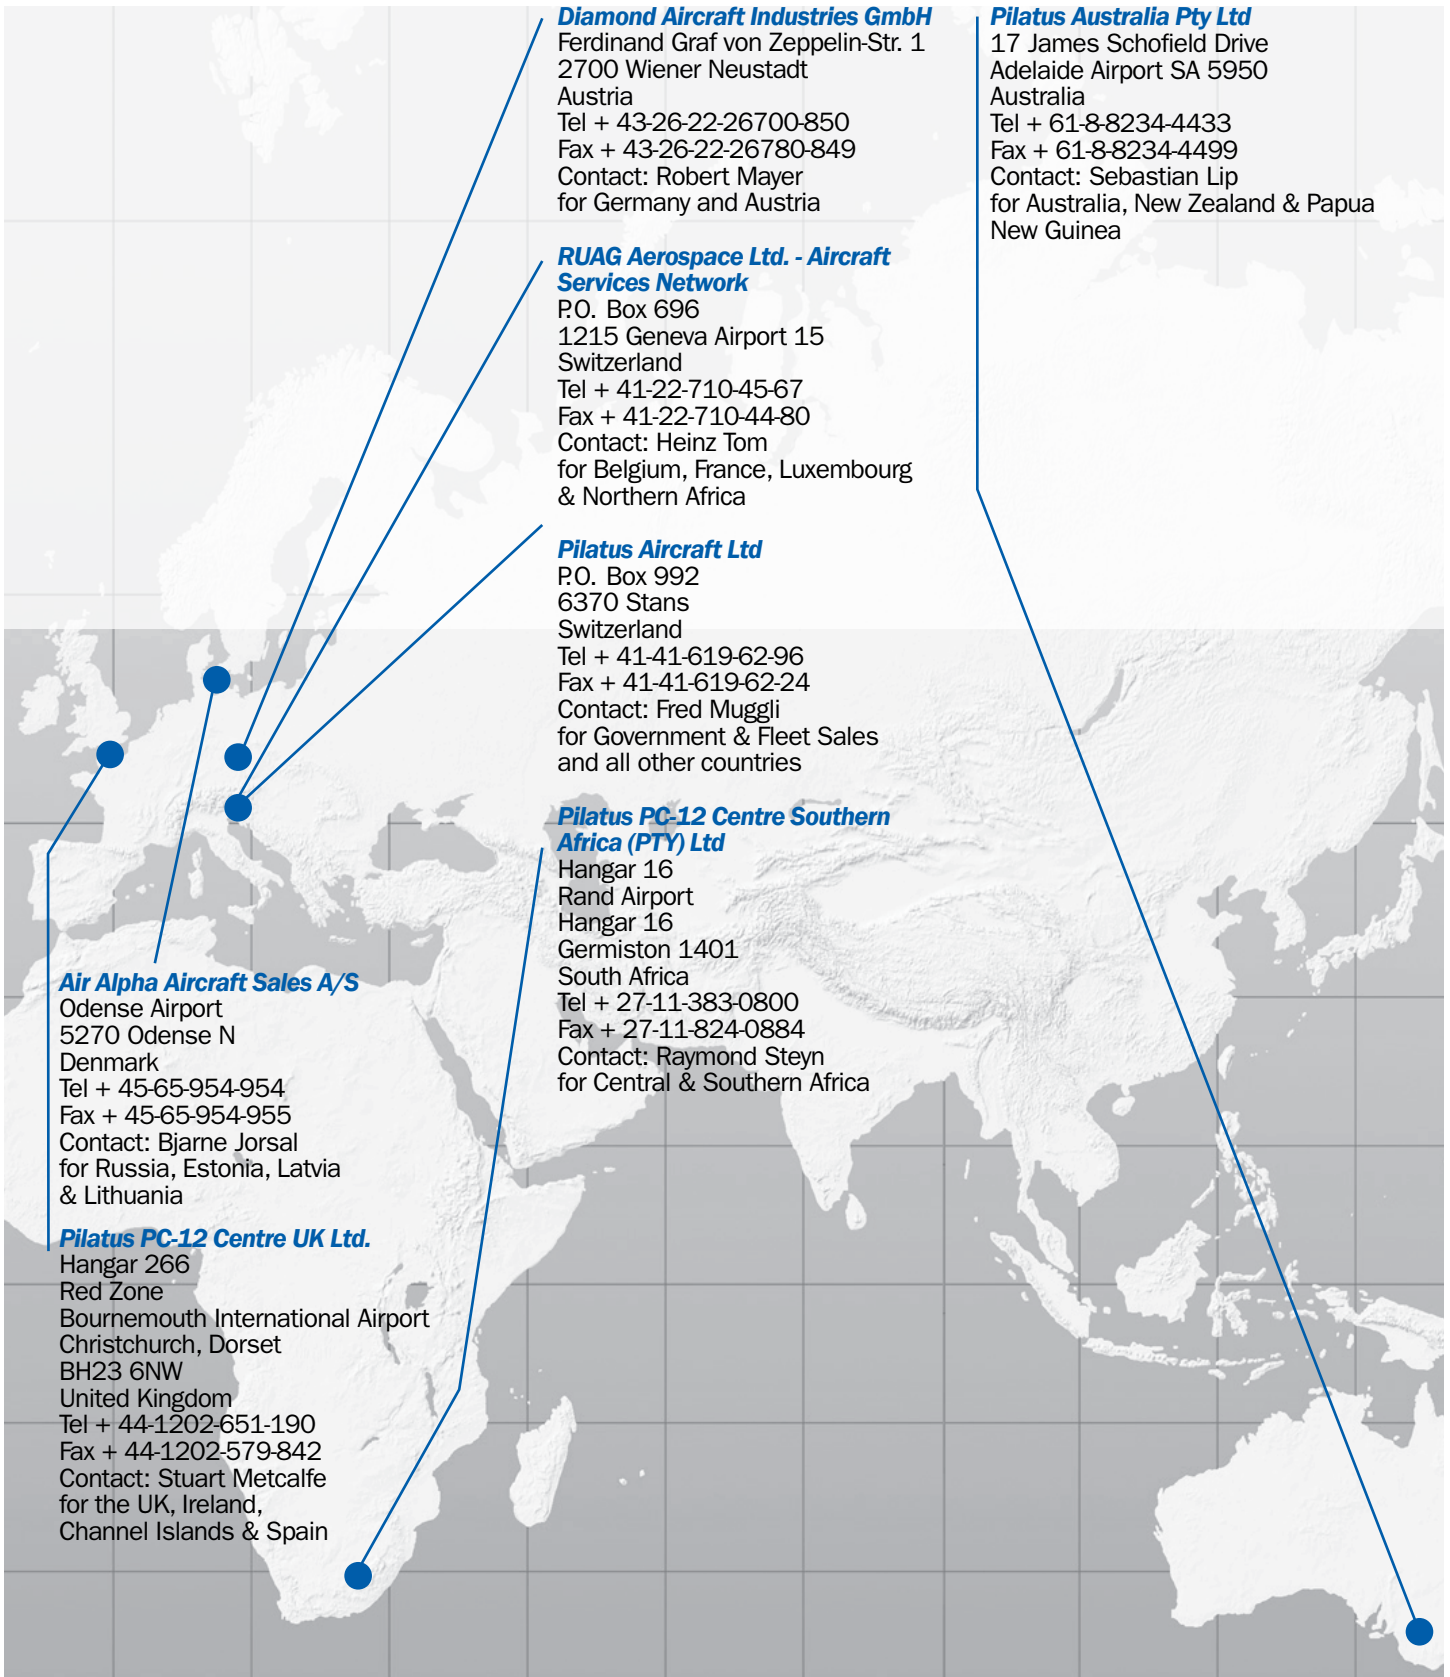 Diamond Aircraft Industries GmbH
Ferdinand Graf von Zeppelin-Str. 1
2700 Wiener Neustadt
Austria
Tel + 43-26-22-26700-850
Fax + 43-26-22-26780-849
Contact: Robert Mayer
for Germany and Austria
RUAG Aerospace Ltd. - Aircraft
Services Network
P.O. Box 696
1215 Geneva Airport 15
Switzerland
Tel + 41-22-710-45-67
Fax + 41-22-710-44-80
Contact: Heinz Tom
for Belgium, France, Luxembourg
& Northern Africa
Pilatus Aircraft Ltd
P.O. Box 992
6370 Stans
Switzerland
Tel + 41-41-619-62-96
Fax + 41-41-619-62-24
Contact: Fred Muggli
for Government & Fleet Sales
and all other countries
Pilatus PC-12 Centre Southern
Africa (PTY) Ltd
Hangar 16
Rand Airport
Hangar 16
Germiston 1401
South Africa
Tel + 27-11-383-0800
Fax + 27-11-824-0884
Contact: Raymond Steyn
for Central & Southern Africa
Pilatus Australia Pty Ltd
17 James Schofield Drive
Adelaide Airport SA 5950
Australia
Tel + 61-8-8234-4433
Fax + 61-8-8234-4499
Contact: Sebastian Lip
for Australia, New Zealand & Papua
New Guinea
Air Alpha Aircraft Sales A/S
Odense Airport
5270 Odense N
Denmark
Tel + 45-65-954-954
Fax + 45-65-954-955
Contact: Bjarne Jorsal
for Russia, Estonia, Latvia
& Lithuania
Pilatus PC-12 Centre UK Ltd.
Hangar 266
Red Zone
Bournemouth International Airport
Christchurch, Dorset
BH23 6NW
United Kingdom
Tel + 44-1202-651-190
Fax + 44-1202-579-842
Contact: Stuart Metcalfe
for the UK, Ireland,
Channel Islands & Spain